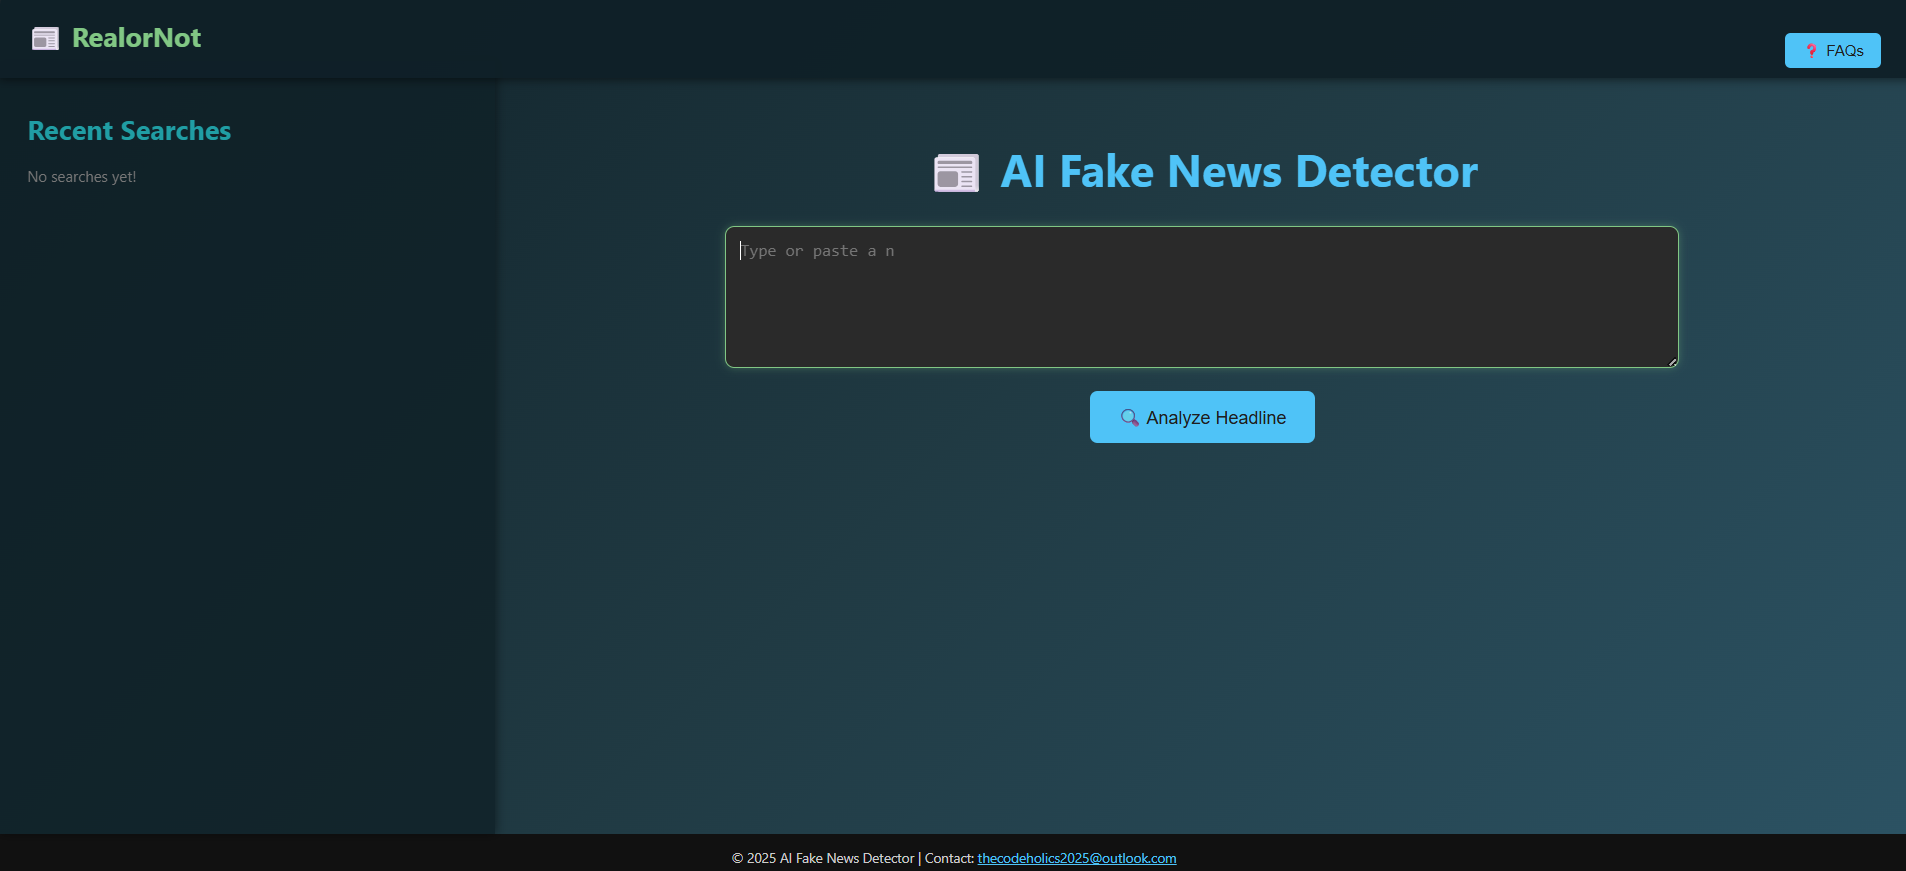 RealorNot
FAQs
Recent Searches
No searches yet!
AI Fake News Detector
Type or paste a n
Analyze Headline
© 2025 AI Fake News Detector | Contact: thecodeholics2025@outlook.com